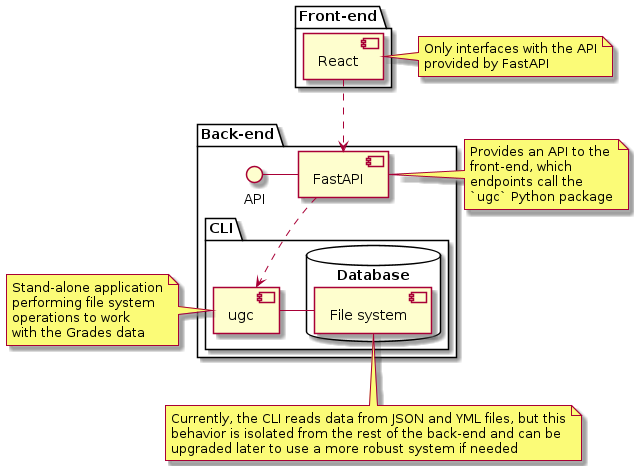 Front-end
React
Only interfaces with the API
provided by FastAPI
Back-end
API
FastAPI
Provides an API to the
front-end, which
endpoints call the
`ugc` Python package
CLI
Stand-alone application
performing file system
operations to work
with the Grades data
ugc
Database
File system
Currently, the CLI reads data from JSON and YML files, but this
behavior is isolated from the rest of the back-end and can be
upgraded later to use a more robust system if needed